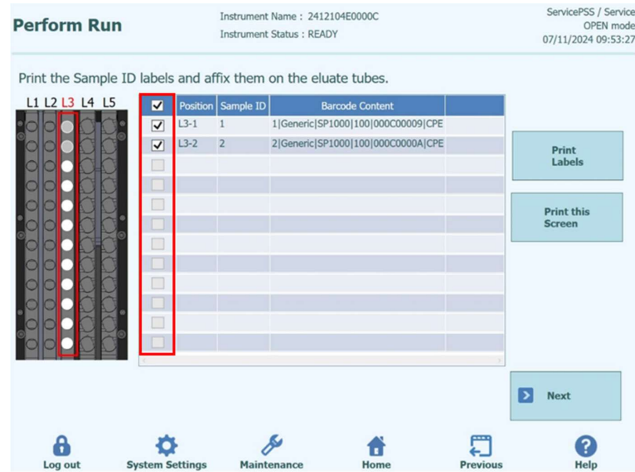 Perform Run
Instrument Name : 2412104E0000C
Instrument Status : READY
ServicePSS / Service
OPEN mode
07/11/2024 09:53:27
Print the Sample ID labels and affix them on the eluate tubes.
L1 L2 L3 L4 L5
Position Sample ID Barcode Content
L3-1 1 1|Generic|SP1000|100|000C00009|CPE
L3-2 2 2|Generic|SP1000|100|000C0000A|CPE
Print
Labels
Print this
Screen
Next
Log out System Settings Maintenance Home Previous Help